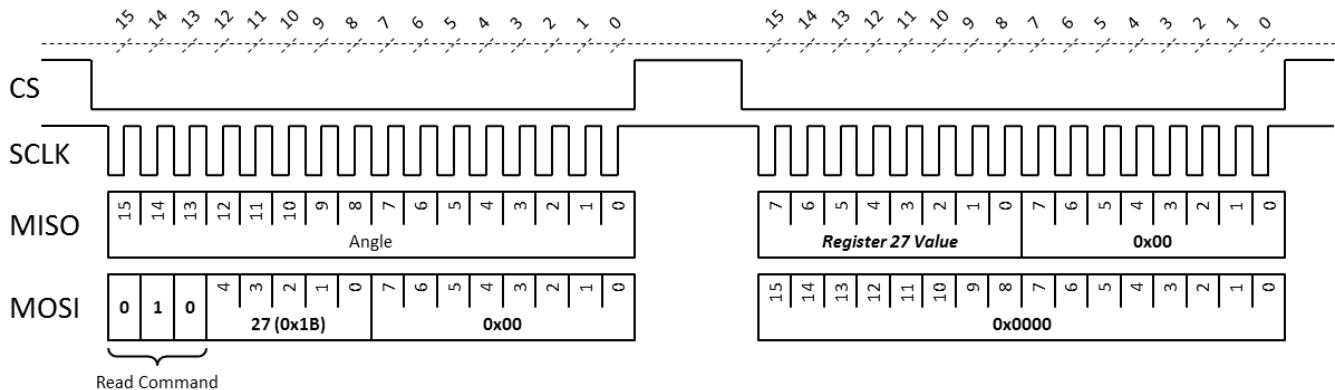 15 14 13 12 11 10 9 8 7 6 5 4 3 2 1 0 15 14 13 12 11 10 9 8 7 6 5 4 3 2 1 0
CS
SCLK
MISO 15 14 13 12 11 10 9 8 7 6 5 4 3 2 1 0 7 6 5 4 3 2 1 0 7 6 5 4 3 2 1 0
Angle Register 27 Value 0x00
MOSI 0 1 0 4 3 2 1 0 7 6 5 4 3 2 1 0 15 14 13 12 11 10 9 8 7 6 5 4 3 2 1 0
27 (0x1B) 0x00 0x0000
Read Command